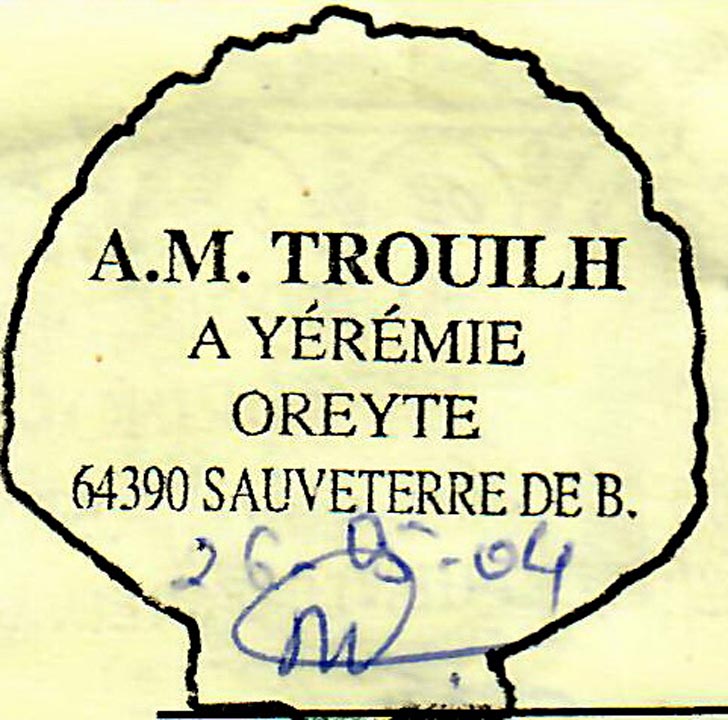 A.M. TROUILH
A YÉRÉMIE
OREYTE
64390 SAUVETERRE DE B.
26-05-04